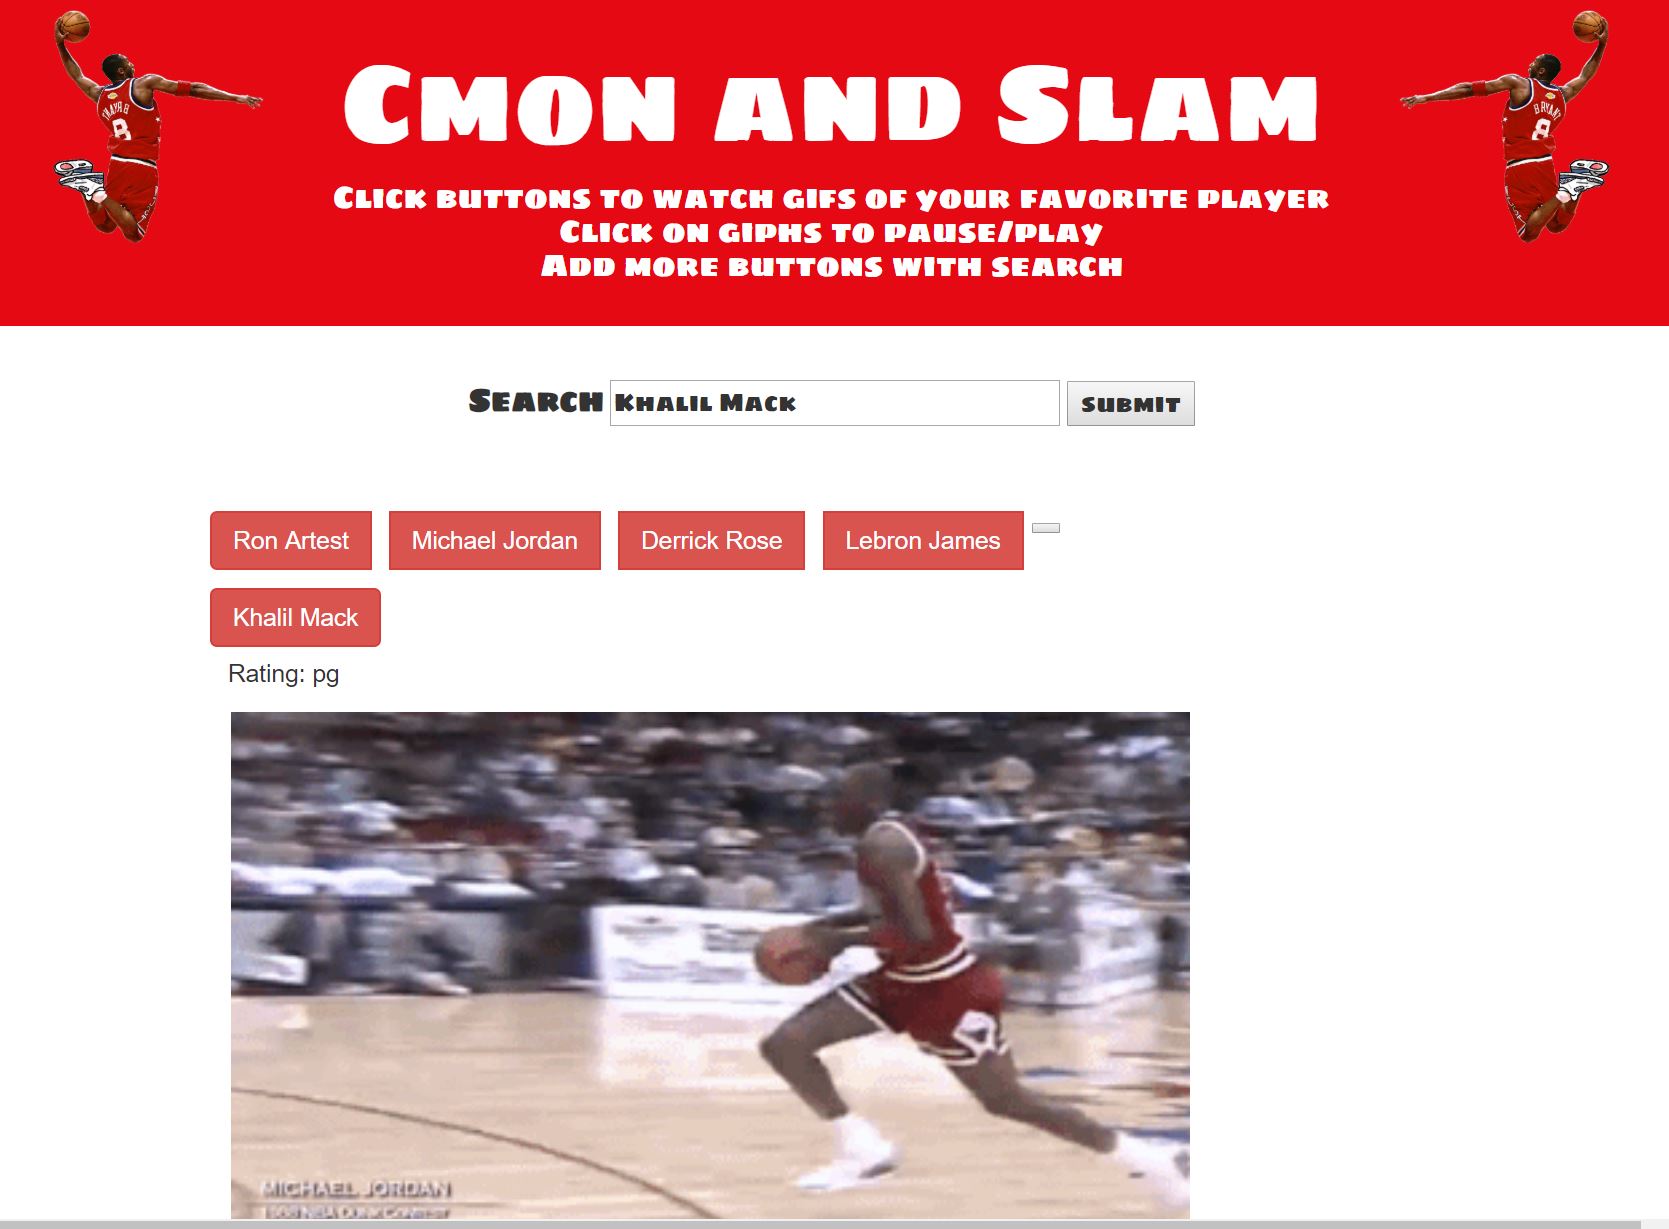 Cmon and Slam
Click buttons to watch gifs of your favorite player
Click on giphs to pause/play
Add more buttons with search
Search Khalil Mack submit
Ron Artest Michael Jordan Derrick Rose Lebron James
Khalil Mack
Rating: pg
MICHAEL JORDAN
BRYANT
8
8